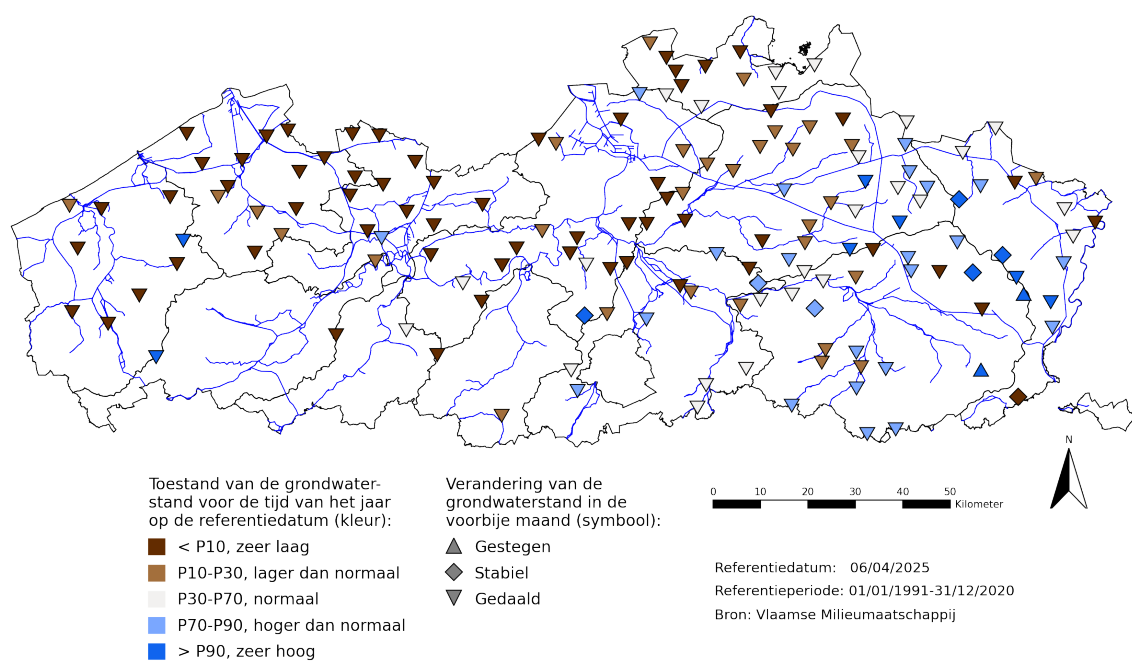 Toestand van de grondwater-
stand voor de tijd van het jaar
op de referentiedatum (kleur):
< P10, zeer laag
P10-P30, lager dan normaal
P30-P70, normaal
P70-P90, hoger dan normaal
> P90, zeer hoog
Verandering van de
grondwaterstand in de
voorbije maand (symbool):
Gestegen
Stabiel
Gedaald
0 10 20 30 40 50
Kilometer
N
Referentiedatum: 06/04/2025
Referentieperiode: 01/01/1991-31/12/2020
Bron: Vlaamse Milieumaatschappij